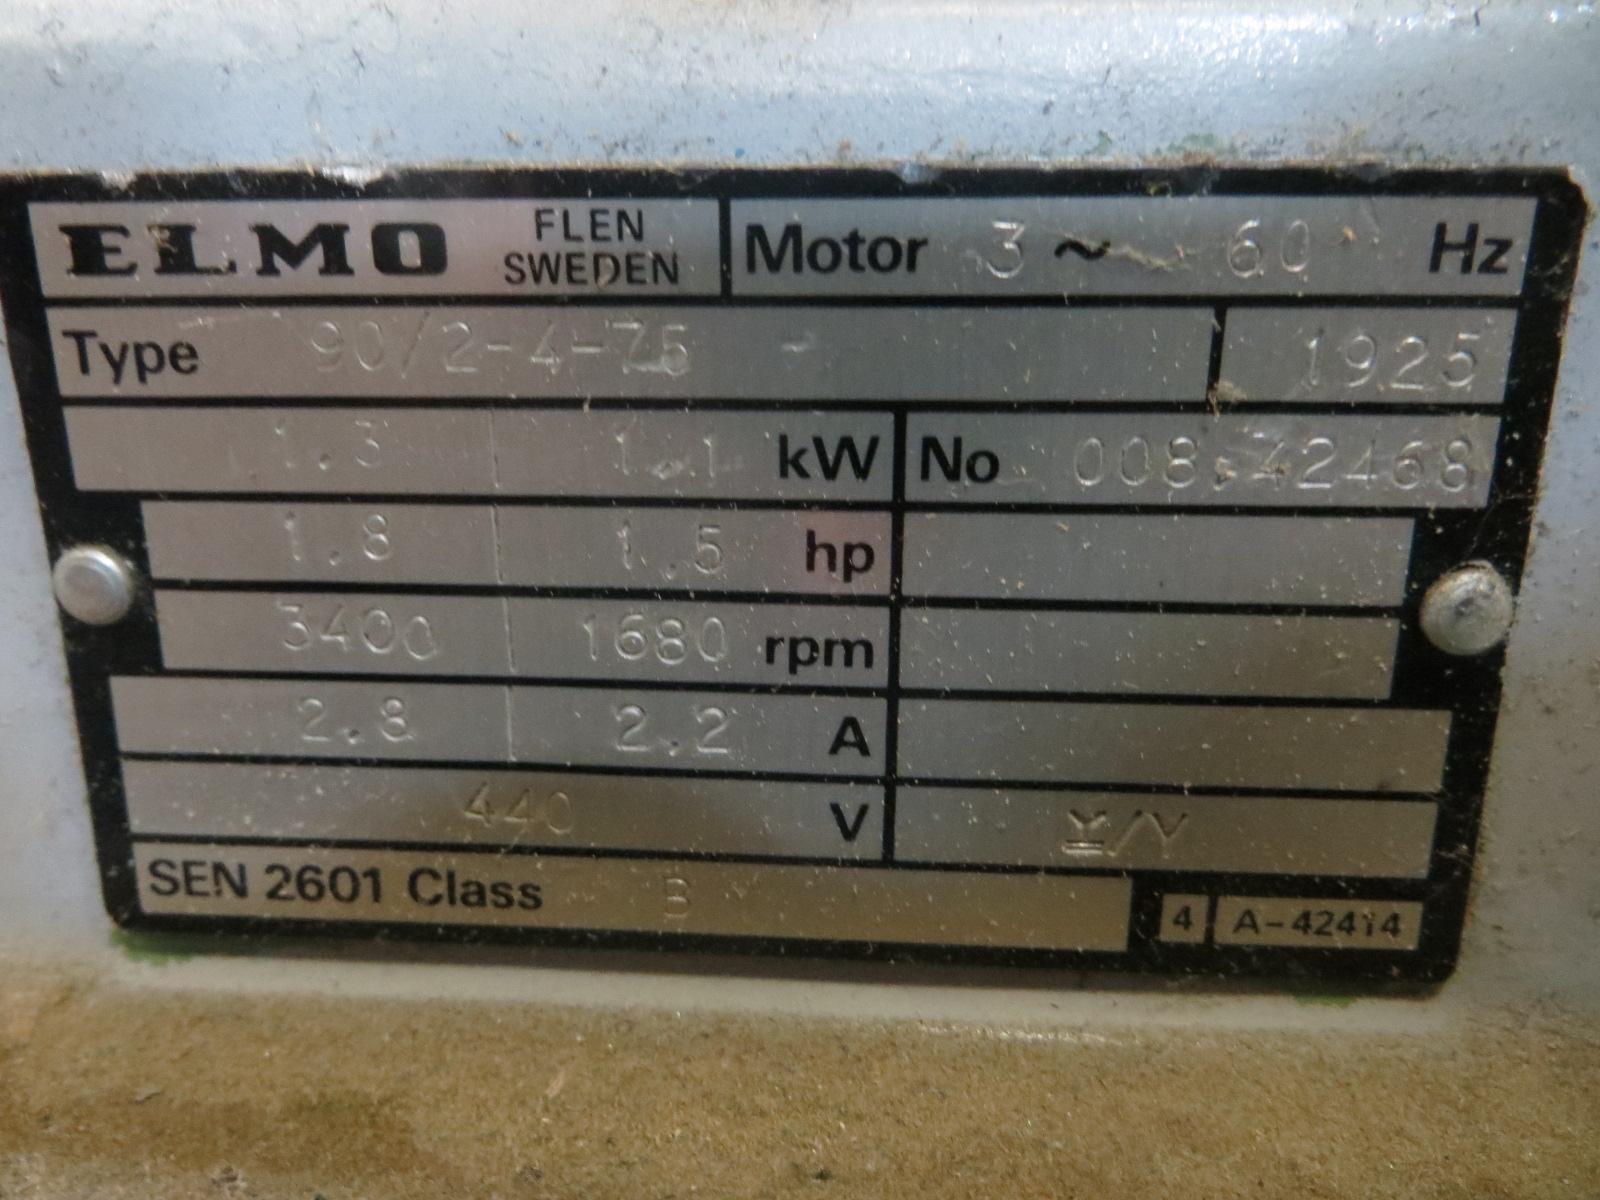 ELMO FLEN SWEDEN Motor 3 ~ 60 Hz
Type 90/2-4-75 1925
1.3 1.1 kW No 008.42468
1.8 1.5 hp
3400 1680 rpm
2.8 2.2 A
440 V Y/Y
SEN 2601 Class B 4 A-42414